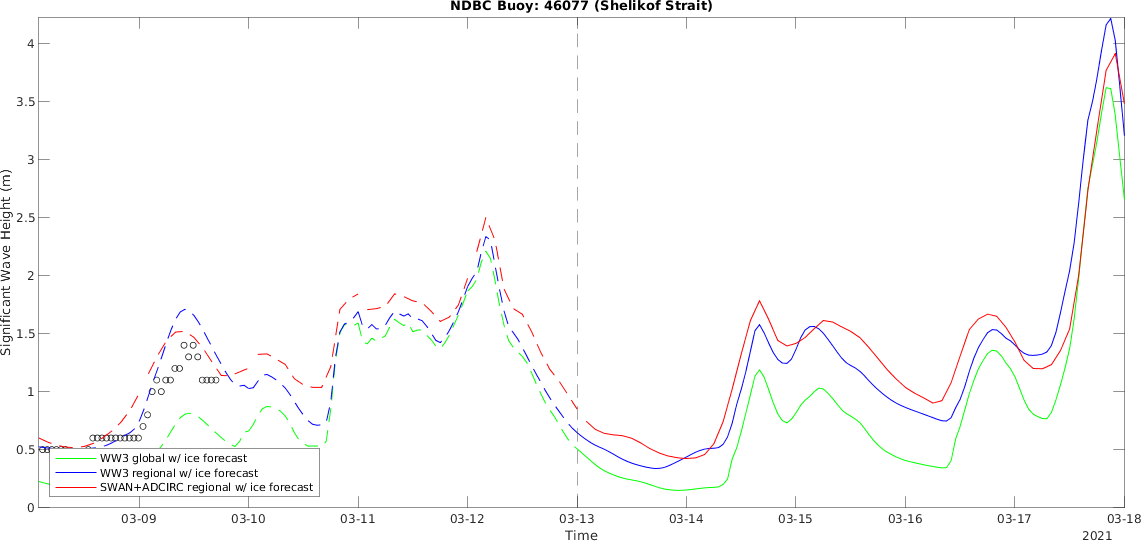 NDBC Buoy: 46077 (Shelikof Strait)
Significant Wave Height (m)
4
3.5
3
2.5
2
1.5
1
0.5
0
WW3 global w/ ice forecast
WW3 regional w/ ice forecast
SWAN+ADCIRC regional w/ ice forecast
03-09 03-10 03-11 03-12 03-13 03-14 03-15 03-16 03-17 03-18
Time
2021